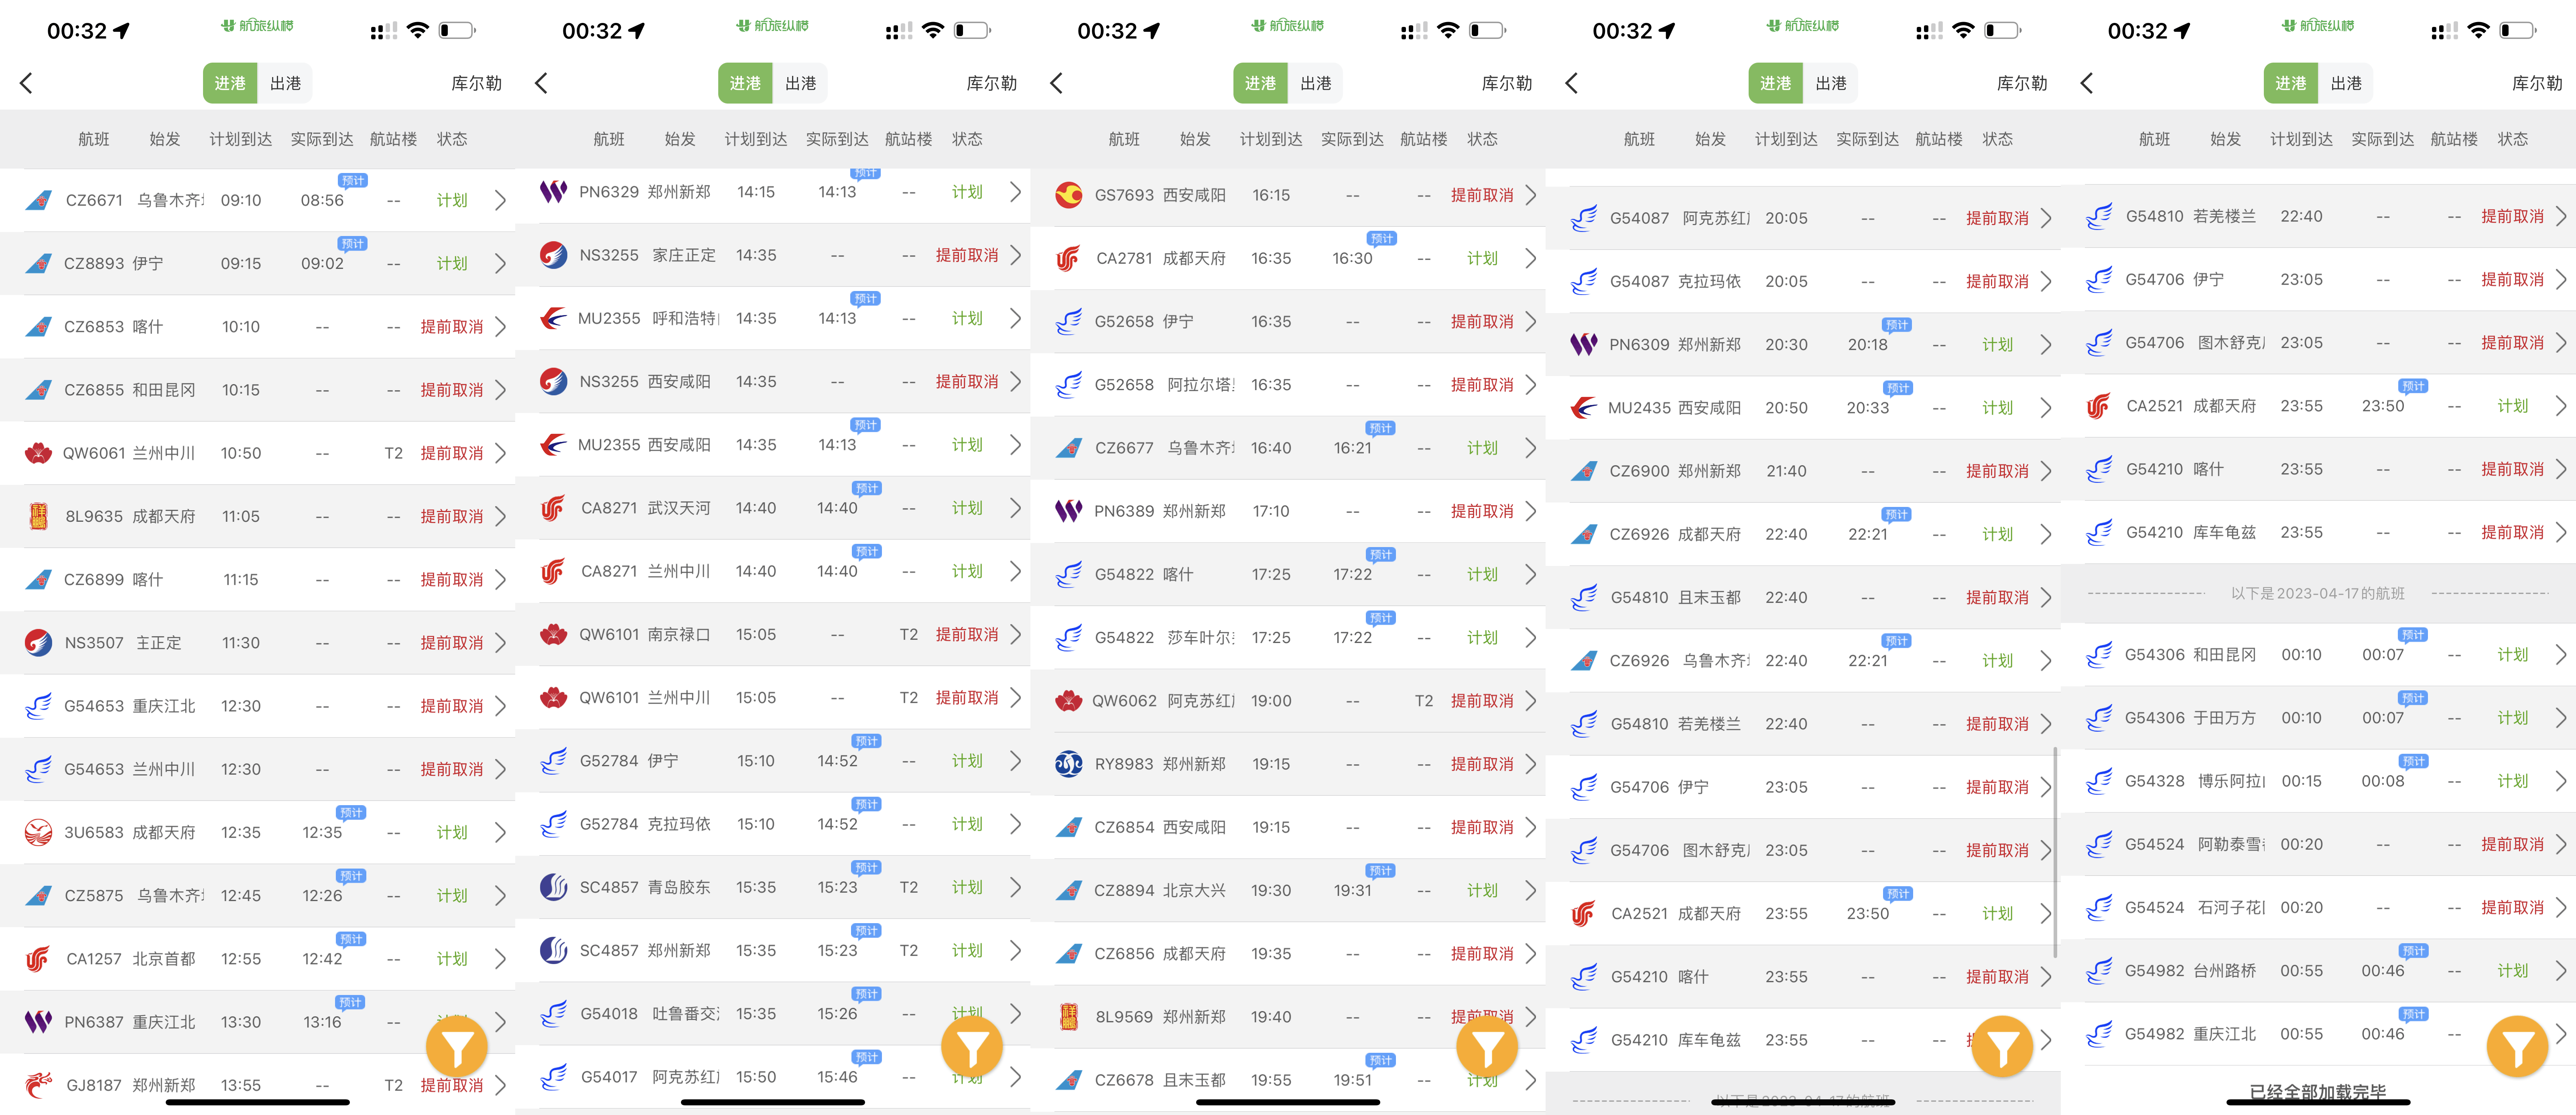 00:32
航旅纵横
进港 出港
库尔勒
航班 始发 计划到达 实际到达 航站楼 状态
预计
CZ6671 乌鲁木齐 09:10 08:56 -- 计划
预计
CZ8893 伊宁 09:15 09:02 -- 计划
CZ6853 喀什 10:10 -- -- 提前取消
CZ6855 和田昆冈 10:15 -- -- 提前取消
QW6061 兰州中川 10:50 -- T2 提前取消
8L9635 成都天府 11:05 -- -- 提前取消
CZ6899 喀什 11:15 -- -- 提前取消
NS3507 主正定 11:30 -- -- 提前取消
G54653 重庆江北 12:30 -- -- 提前取消
G54653 兰州中川 12:30 -- -- 提前取消
预计
3U6583 成都天府 12:35 12:35 -- 计划
预计
CZ5875 乌鲁木齐 12:45 12:26 -- 计划
预计
CA1257 北京首都 12:55 12:42 -- 计划
预计
PN6387 重庆江北 13:30 13:16 --
GJ8187 郑州新郑 13:55 -- T2 提前取消
00:32
航旅纵横
进港 出港
库尔勒
航班 始发 计划到达 实际到达 航站楼 状态
预计
PN6329 郑州新郑 14:15 14:13 -- 计划
NS3255 家庄正定 14:35 -- -- 提前取消
预计
MU2355 呼和浩特 14:35 14:13 -- 计划
NS3255 西安咸阳 14:35 -- -- 提前取消
预计
MU2355 西安咸阳 14:35 14:13 -- 计划
预计
CA8271 武汉天河 14:40 14:40 -- 计划
预计
CA8271 兰州中川 14:40 14:40 -- 计划
QW6101 南京禄口 15:05 -- T2 提前取消
QW6101 兰州中川 15:05 -- T2 提前取消
预计
G52784 伊宁 15:10 14:52 -- 计划
预计
G52784 克拉玛依 15:10 14:52 -- 计划
预计
SC4857 青岛胶东 15:35 15:23 T2 计划
预计
SC4857 郑州新郑 15:35 15:23 T2 计划
预计
G54018 吐鲁番交 15:35 15:26 -- 计划
预计
G54017 阿克苏红 15:50 15:46 -- 计划
00:32
航旅纵横
进港 出港
库尔勒
航班 始发 计划到达 实际到达 航站楼 状态
GS7693 西安咸阳 16:15 -- -- 提前取消
预计
CA2781 成都天府 16:35 16:30 -- 计划
G52658 伊宁 16:35 -- -- 提前取消
G52658 阿拉尔塔 16:35 -- -- 提前取消
预计
CZ6677 乌鲁木齐 16:40 16:21 -- 计划
PN6389 郑州新郑 17:10 -- -- 提前取消
预计
G54822 喀什 17:25 17:22 -- 计划
预计
G54822 莎车叶尔 17:25 17:22 -- 计划
QW6062 阿克苏红 19:00 -- T2 提前取消
RY8983 郑州新郑 19:15 -- -- 提前取消
CZ6854 西安咸阳 19:15 -- -- 提前取消
预计
CZ8894 北京大兴 19:30 19:31 -- 计划
CZ6856 成都天府 19:35 -- -- 提前取消
8L9569 郑州新郑 19:40 -- -- 提前取消
预计
CZ6678 且末玉都 19:55 19:51 -- 计划
00:32
航旅纵横
进港 出港
库尔勒
航班 始发 计划到达 实际到达 航站楼 状态
G54087 阿克苏红 20:05 -- -- 提前取消
G54087 克拉玛依 20:05 -- -- 提前取消
预计
PN6309 郑州新郑 20:30 20:18 -- 计划
预计
MU2435 西安咸阳 20:50 20:33 -- 计划
CZ6900 郑州新郑 21:40 -- -- 提前取消
预计
CZ6926 成都天府 22:40 22:21 -- 计划
G54810 且末玉都 22:40 -- -- 提前取消
预计
CZ6926 乌鲁木齐 22:40 22:21 -- 计划
G54810 若羌楼兰 22:40 -- -- 提前取消
G54706 伊宁 23:05 -- -- 提前取消
G54706 图木舒克 23:05 -- -- 提前取消
预计
CA2521 成都天府 23:55 23:50 -- 计划
G54210 喀什 23:55 -- -- 提前取消
G54210 库车龟兹 23:55 -- --
以下是2023-04-17的航班
00:32
航旅纵横
进港 出港
库尔勒
航班 始发 计划到达 实际到达 航站楼 状态
G54810 若羌楼兰 22:40 -- -- 提前取消
G54706 伊宁 23:05 -- -- 提前取消
G54706 图木舒克 23:05 -- -- 提前取消
预计
CA2521 成都天府 23:55 23:50 -- 计划
G54210 喀什 23:55 -- -- 提前取消
G54210 库车龟兹 23:55 -- -- 提前取消
以下是2023-04-17的航班
预计
G54306 和田昆冈 00:10 00:07 -- 计划
预计
G54306 于田万方 00:10 00:07 -- 计划
预计
G54328 博乐阿拉 00:15 00:08 -- 计划
G54524 阿勒泰雪 00:20 -- -- 提前取消
G54524 石河子花 00:20 -- -- 提前取消
预计
G54982 台州路桥 00:55 00:46 -- 计划
预计
G54982 重庆江北 00:55 00:46 --
已经全部加载完毕